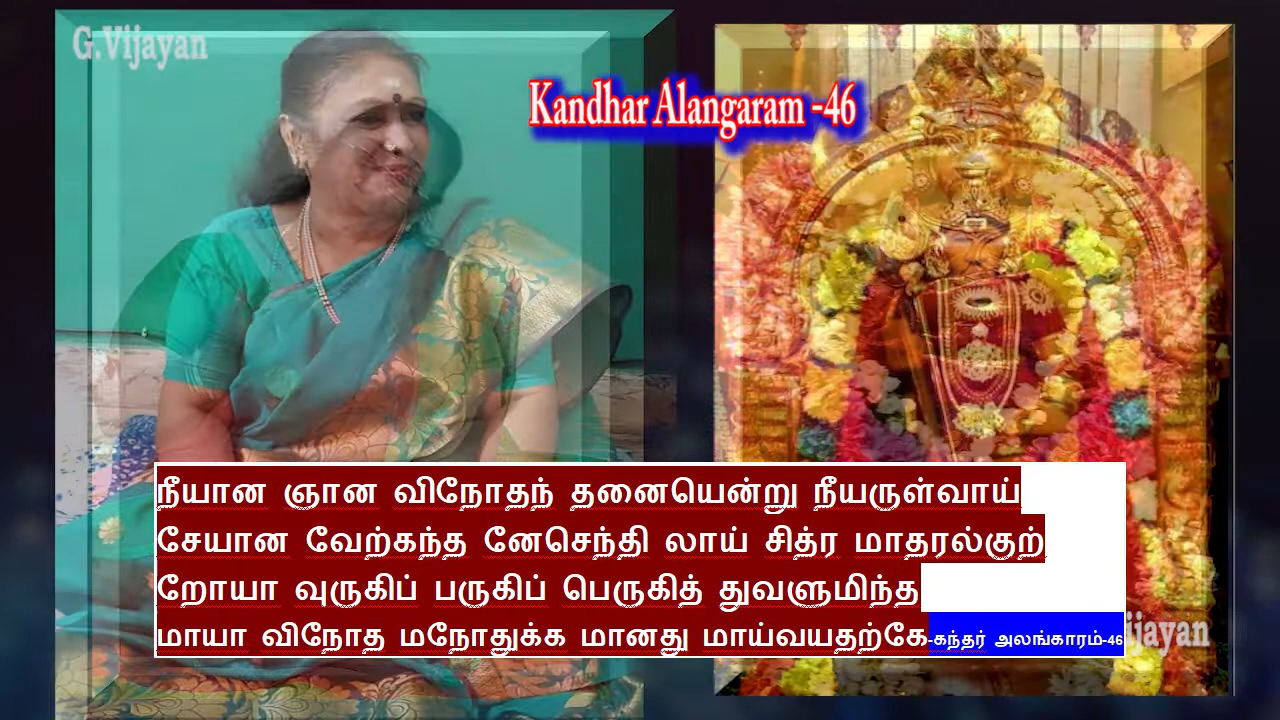 G.Vijayan
Kandhar Alangaram -46
நீயான ஞான விநோதந் தனையென்று நீயருள்வாய்
சேயான வேற்கந்த னேசெந்தி லாய் சித்ர மாதரல்குற்
றோயா வுருகிப் பருகிப் பெருகித் துவளுமிந்த
மாயா விநோத மநோதுக்க மானது மாய்வயதற்கே-கந்தர் அலங்காரம்-46
ijayan